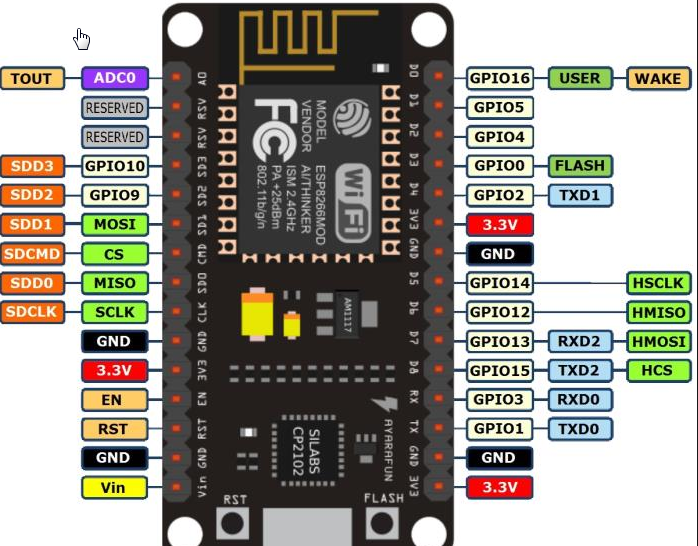 TOUT ADC0 A0 D0 GPIO16 USER WAKE
RESERVED RSV D1 GPIO5
RESERVED RSV D2 GPIO4
SDD3 GPIO10 SD3 D3 GPIO0 FLASH
SDD2 GPIO9 SD2 D4 GPIO2 TXD1
SDD1 MOSI SD1 3V3 3.3V
SDCMD CS CMD GND GND
SDD0 MISO SD0 D5 GPIO14 HSCLK
SDCLK SCLK CLK D6 GPIO12 HMISO
GND GND D7 GPIO13 RXD2 HMOSI
3.3V 3V3 D8 GPIO15 TXD2 HCS
EN EN RX GPIO3 RXD0
RST RST TX GPIO1 TXD0
GND GND GND GND
Vin Vin 3V3 3.3V
FC
MODEL ESP8266MOD
VENDOR AI/THINKER
ISM 2.4GHz
PA +25dBm
802.11b/g/n
Wi Fi
AM1117
SILABS
CP2102
AYARAFUN
RST
FLASH